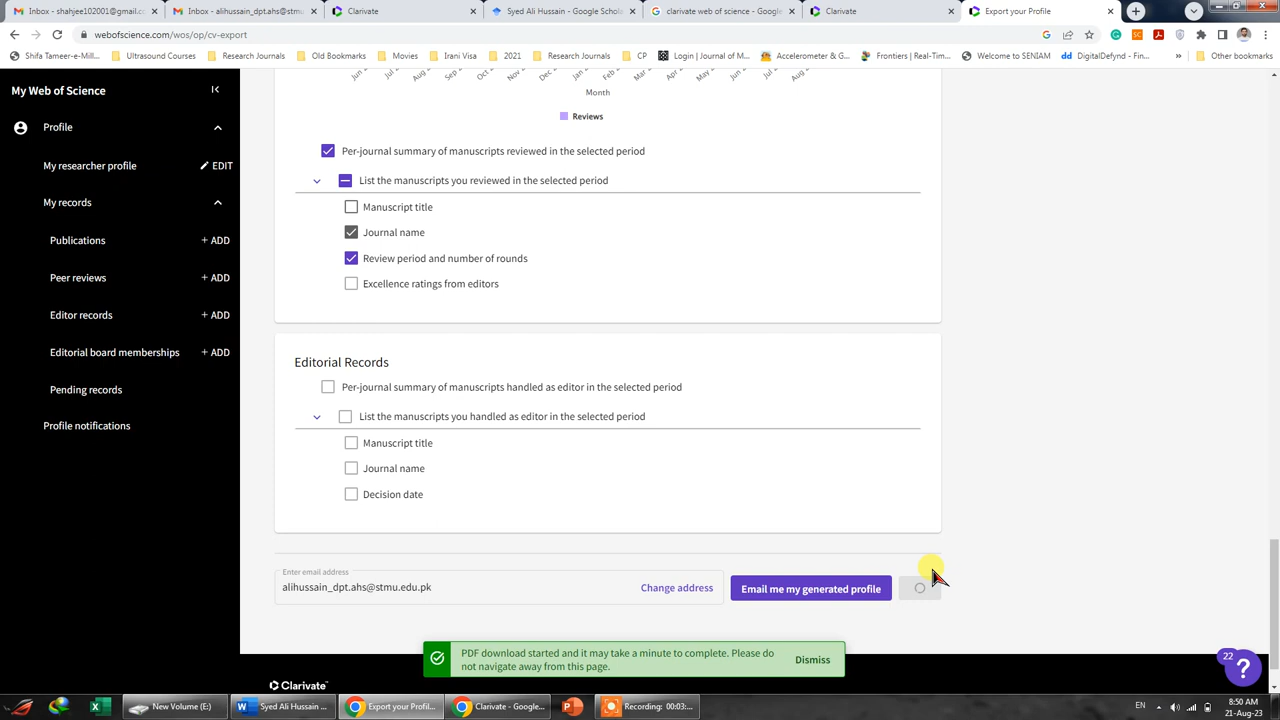 Inbox - shahjee102001@gmail.co
Inbox - alihussain_dpt.ahs@stmu
Clarivate
Syed Ali Hussain - Google Schol
clarivate web of science - Google
Clarivate
Export your Profile
webofscience.com/wos/op/cv-export
Shifa Tameer-e-Mill...
Ultrasound Courses
Research Journals
Old Bookmarks
Movies
Irani Visa
2021
Research Journals
CP
Login | Journal of M...
Accelerometer & G...
Frontiers | Real-Tim...
Welcome to SENIAM
DigitalDefynd - Fin...
Other bookmarks
My Web of Science
Profile
My researcher profile
EDIT
My records
Publications
+ ADD
Peer reviews
+ ADD
Editor records
+ ADD
Editorial board memberships
+ ADD
Pending records
Profile notifications
Month
Reviews
Per-journal summary of manuscripts reviewed in the selected period
List the manuscripts you reviewed in the selected period
Manuscript title
Journal name
Review period and number of rounds
Excellence ratings from editors
Editorial Records
Per-journal summary of manuscripts handled as editor in the selected period
List the manuscripts you handled as editor in the selected period
Manuscript title
Journal name
Decision date
Enter email address
alihussain_dpt.ahs@stmu.edu.pk
Change address
Email me my generated profile
PDF download started and it may take a minute to complete. Please do
not navigate away from this page.
Dismiss
22
?
Clarivate
New Volume (E:)
Syed Ali Hussain ...
Export your Profil...
Clarivate - Google...
Recording: 00:03:...
EN
8:50 AM
21-Aug-23